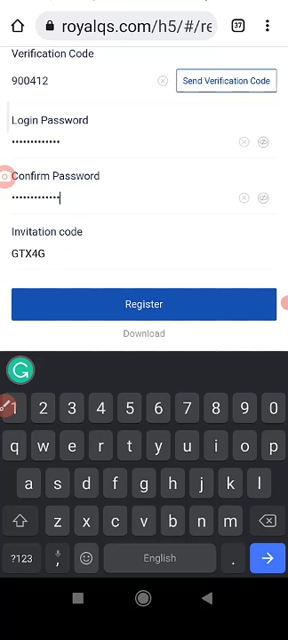 royalqs.com/h5/#/re
37
Verification Code
900412
Send Verification Code
Login Password
•••••••••••••
Confirm Password
•••••••••••••
Invitation code
GTX4G
Register
Download
1 2 3 4 5 6 7 8 9 0
q w e r t y u i o p
a s d f g h j k l
z x c v b n m
?123 , English .